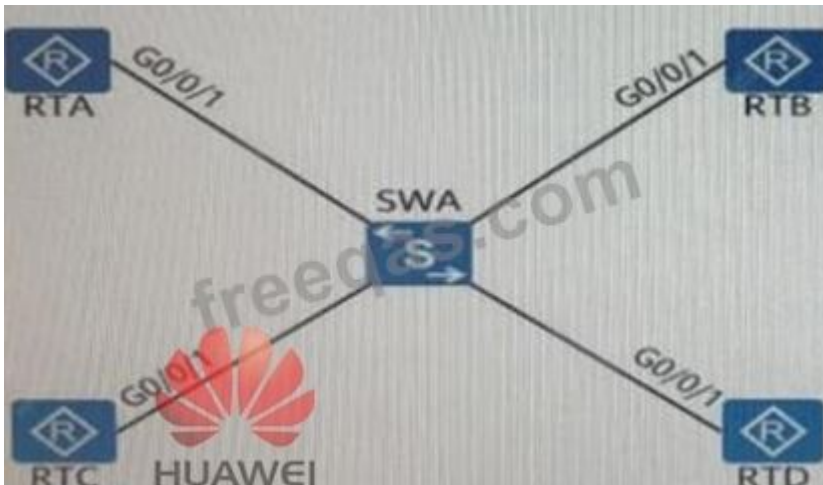 R
G0/0/1
G0/0/1
R
RTA
RTB
SWA
S
freeqas.com
G0/0/1
G0/0/1
R
R
RTC
HUAWEI
RTD